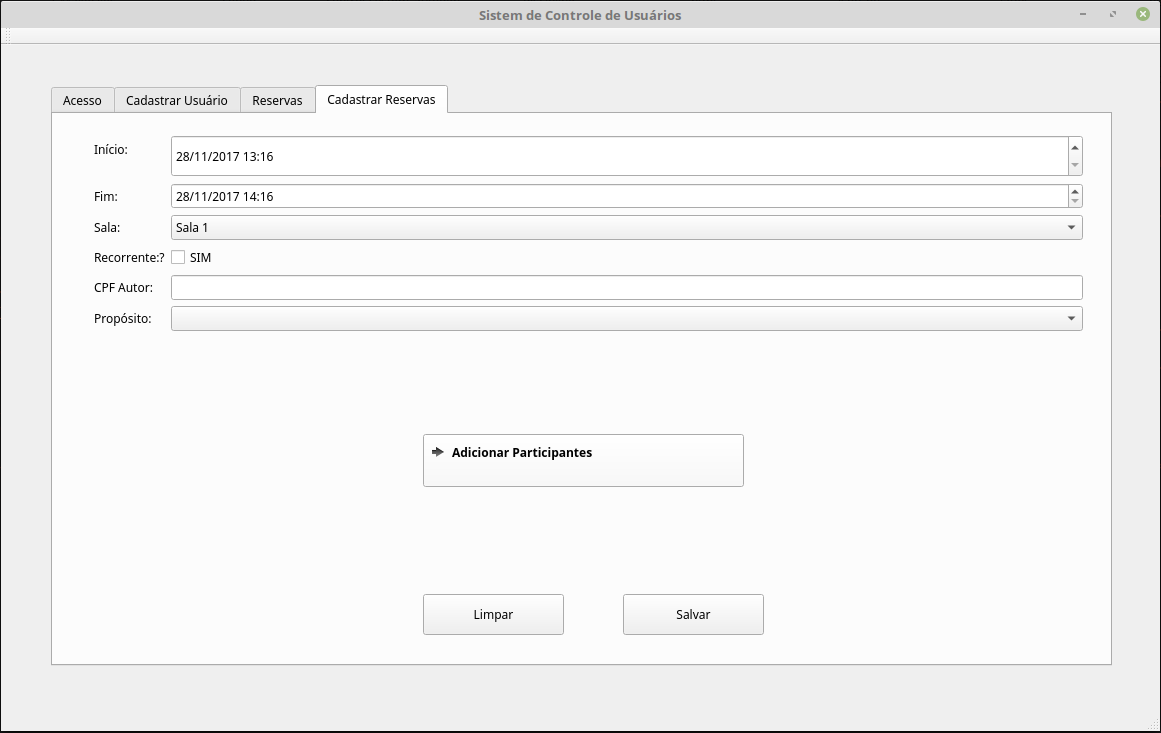 Sistem de Controle de Usuários
Acesso Cadastrar Usuário Reservas Cadastrar Reservas
Início: 28/11/2017 13:16
Fim: 28/11/2017 14:16
Sala: Sala 1
Recorrente:? SIM
CPF Autor:
Propósito:
Adicionar Participantes
Limpar Salvar